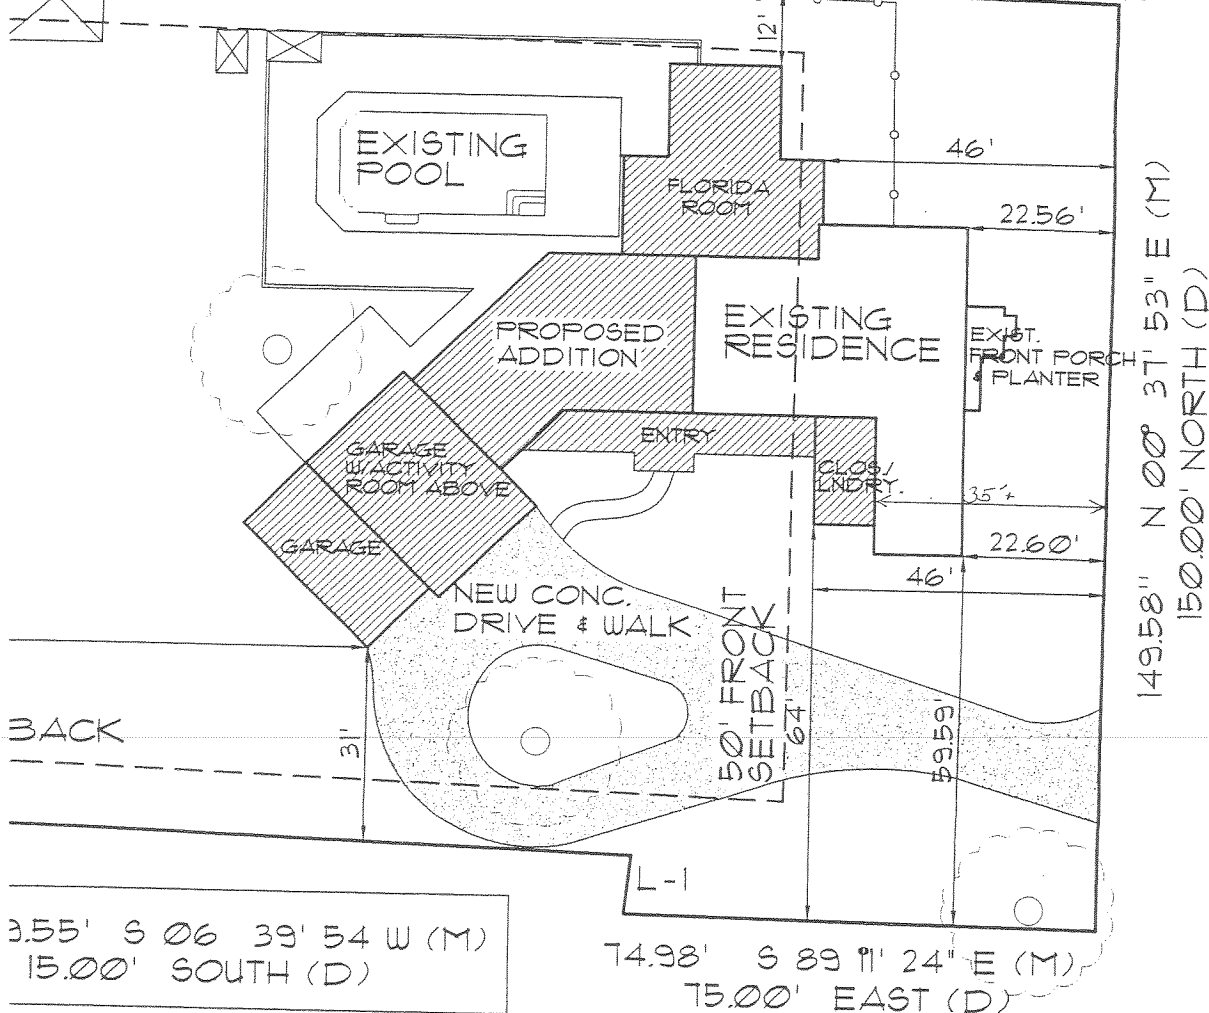 12'
EXISTING
POOL
46'
FLORIDA
ROOM
22.56'
PROPOSED
ADDITION
EXISTING
RESIDENCE
EXIST.
FRONT PORCH
& PLANTER
149.58" N 00° 37' 53" E (M)
150.00' NORTH (D)
ENTRY
GARAGE
W/ACTIVITY
ROOM ABOVE
CLOS./
LNDRY.
35'+
GARAGE
22.60'
46'
NEW CONC.
DRIVE & WALK
50' FRONT
SETBACK
64'
59.59'
BACK
31'
L-1
9.55' S 06 39' 54 W (M)
15.00' SOUTH (D)
74.98' S 89 11' 24" E (M)
75.00' EAST (D)